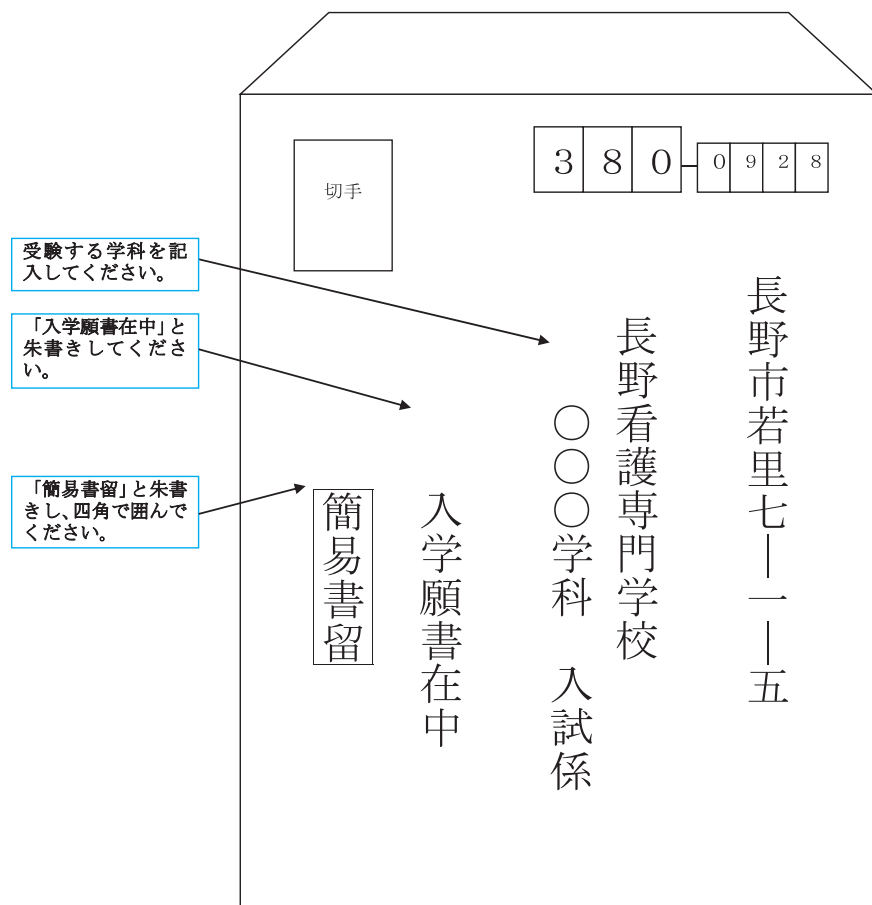 380-0928
切手
長野市若里七―一―五
長野看護専門学校
○○○学科　入試係
入学願書在中
簡易書留
受験する学科を記
入してください。
「入学願書在中」と
朱書きしてくださ
い。
「簡易書留」と朱書
きし、四角で囲んで
ください。